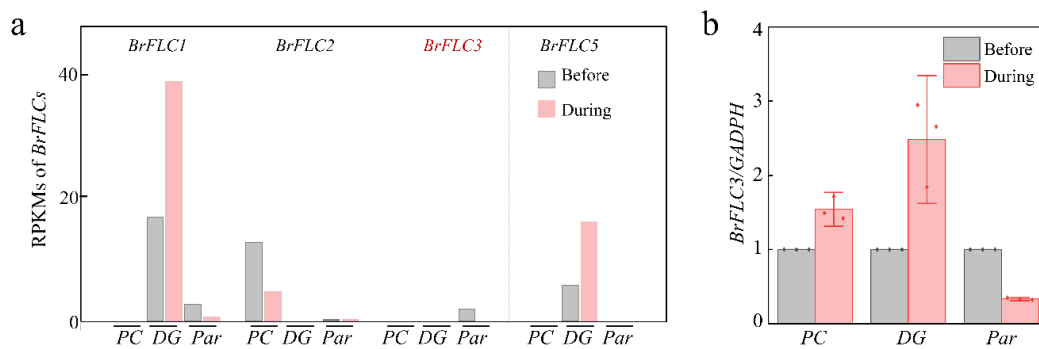 a
BrFLC1 BrFLC2 BrFLC3 BrFLC5
Before
During
RPKMs of BrFLCs
40
20
0
PC DG Par PC DG Par PC DG Par PC DG Par
b
Before
During
BrFLC3/GADPH
4
3
2
1
0
PC DG Par